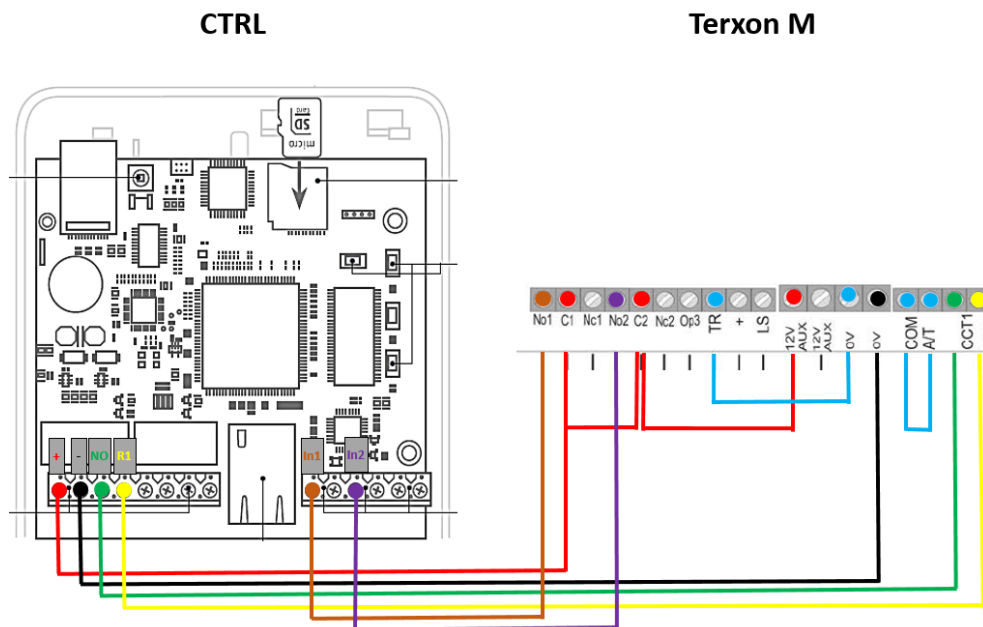 CTRL
Terxon M
micro
SD
CARD
No1 C1 Nc1 No2 C2 Nc2 Op3 TR + LS 12V AUX 12V AUX 0V 0V COM A/T CCT1
+ - NO R1 In1 In2